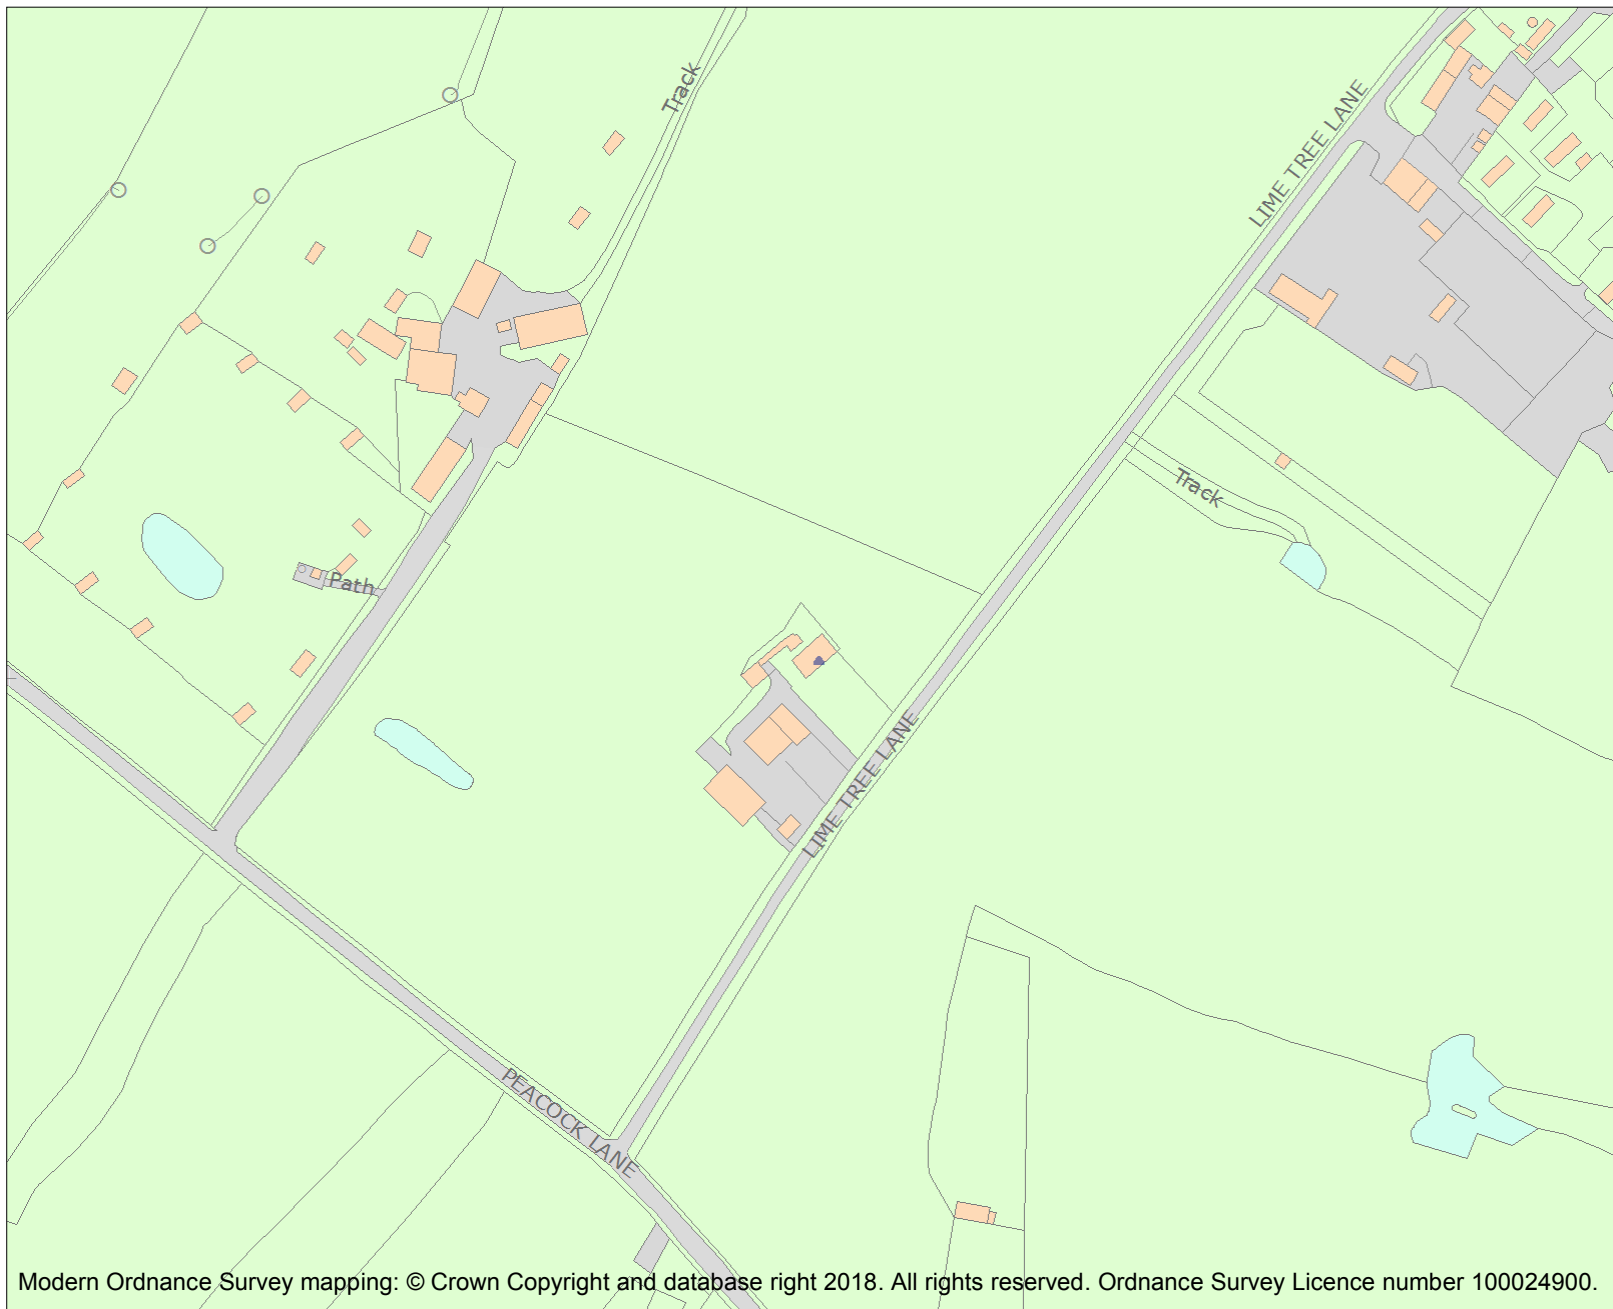 Track
LIME TREE LANE
Track
Path
LIME TREE LANE
PEACOCK LANE
Modern Ordnance Survey mapping: © Crown Copyright and database right 2018. All rights reserved. Ordnance Survey Licence number 100024900.